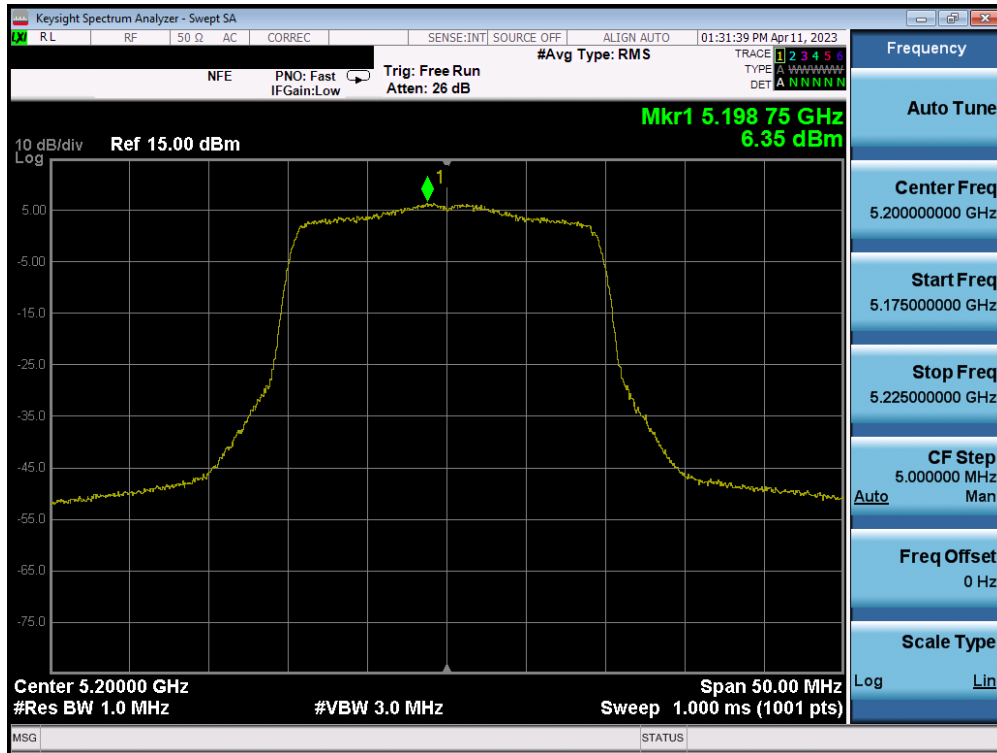 Keysight Spectrum Analyzer - Swept SA
LXI RL RF 50 Ω AC CORREC SENSE:INT SOURCE OFF ALIGN AUTO 01:31:39 PM Apr 11, 2023
#Avg Type: RMS
TRACE 1 2 3 4 5 6
TYPE A WWWWW
DET A N N N N N
NFE PNO: Fast Trig: Free Run
IFGain:Low Atten: 26 dB
Mkr1 5.198 75 GHz
6.35 dBm
10 dB/div Ref 15.00 dBm
Log
1
5.00
-5.00
-15.0
-25.0
-35.0
-45.0
-55.0
-65.0
-75.0
Center 5.20000 GHz Span 50.00 MHz
#Res BW 1.0 MHz #VBW 3.0 MHz Sweep 1.000 ms (1001 pts)
MSG STATUS
Frequency
Auto Tune
Center Freq
5.200000000 GHz
Start Freq
5.175000000 GHz
Stop Freq
5.225000000 GHz
CF Step
5.000000 MHz
Auto Man
Freq Offset
0 Hz
Scale Type
Log Lin